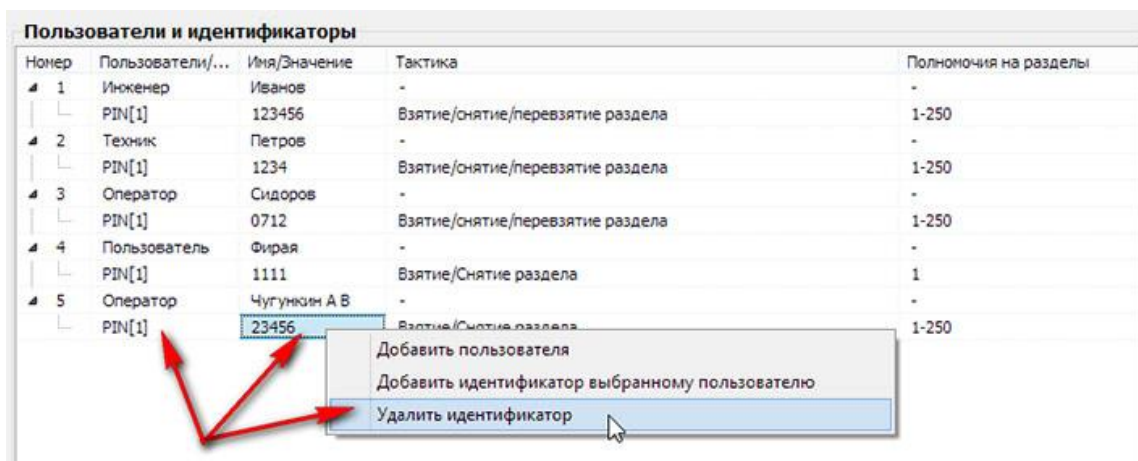 Пользователи и идентификаторы
Номер Пользователи/... Имя/Значение Тактика Полномочия на разделы
1 Инженер Иванов - -
PIN[1] 123456 Взятие/снятие/перевзятие раздела 1-250
2 Техник Петров - -
PIN[1] 1234 Взятие/снятие/перевзятие раздела 1-250
3 Оператор Сидоров - -
PIN[1] 0712 Взятие/снятие/перевзятие раздела 1-250
4 Пользователь Фирая - -
PIN[1] 1111 Взятие/Снятие раздела 1
5 Оператор Чугункин А В - -
PIN[1] 23456 Взятие/Снятие раздела 1-250
Добавить пользователя
Добавить идентификатор выбранному пользователю
Удалить идентификатор